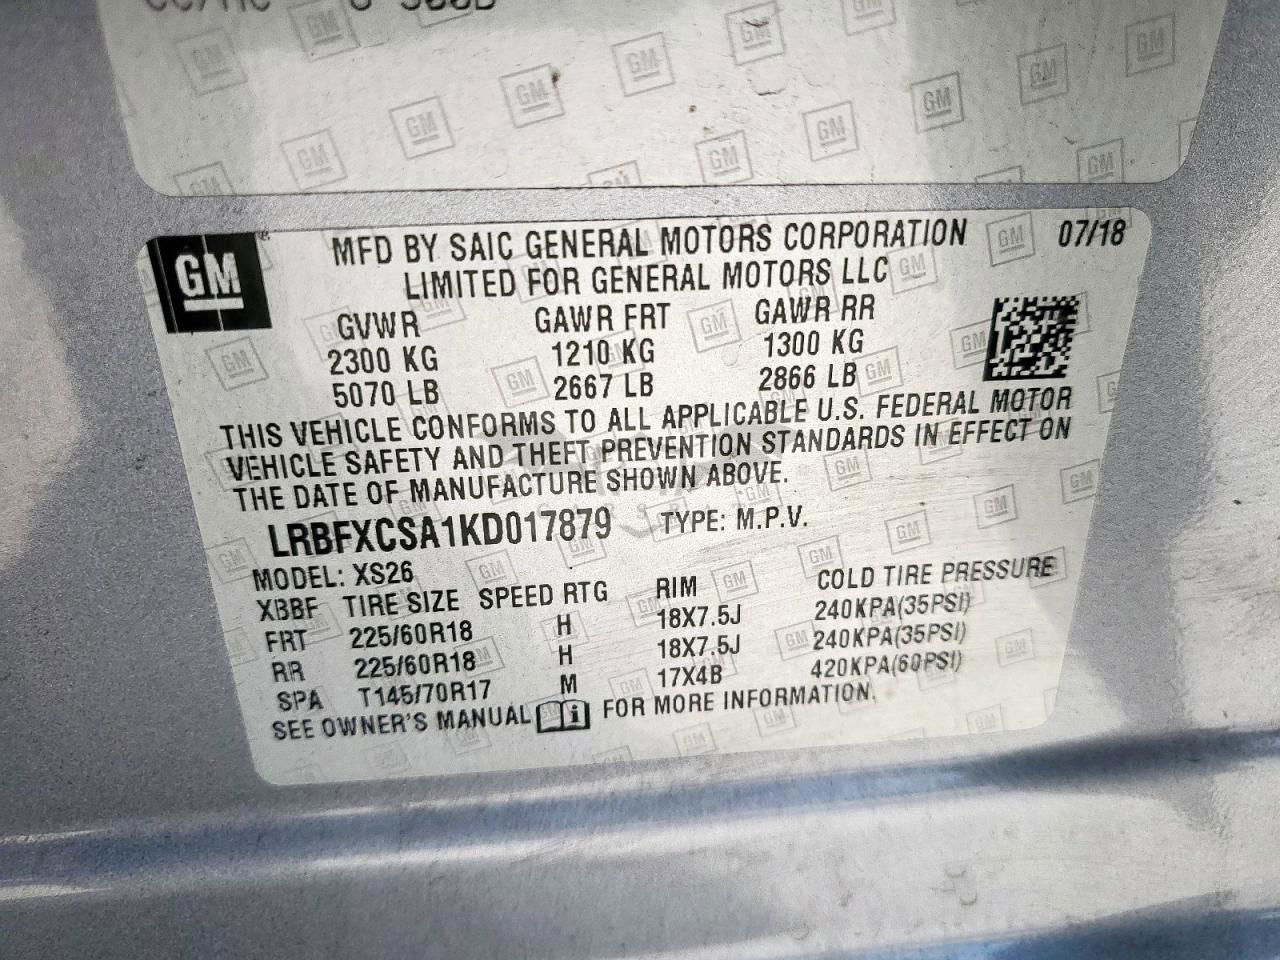 GM
MFD BY SAIC GENERAL MOTORS CORPORATION 07/18
LIMITED FOR GENERAL MOTORS LLC
GVWR GAWR FRT GAWR RR
2300 KG 1210 KG 1300 KG
5070 LB 2667 LB 2866 LB
THIS VEHICLE CONFORMS TO ALL APPLICABLE U.S. FEDERAL MOTOR
VEHICLE SAFETY AND THEFT PREVENTION STANDARDS IN EFFECT ON
THE DATE OF MANUFACTURE SHOWN ABOVE.
LRBFXCSA1KD017879 TYPE: M.P.V.
MODEL: XS26
XBBF TIRE SIZE SPEED RTG RIM COLD TIRE PRESSURE
FRT 225/60R18 H 18X7.5J 240KPA(35PSI)
RR 225/60R18 H 18X7.5J 240KPA(35PSI)
SPA T145/70R17 M 17X4B 420KPA(60PSI)
SEE OWNER'S MANUAL FOR MORE INFORMATION.